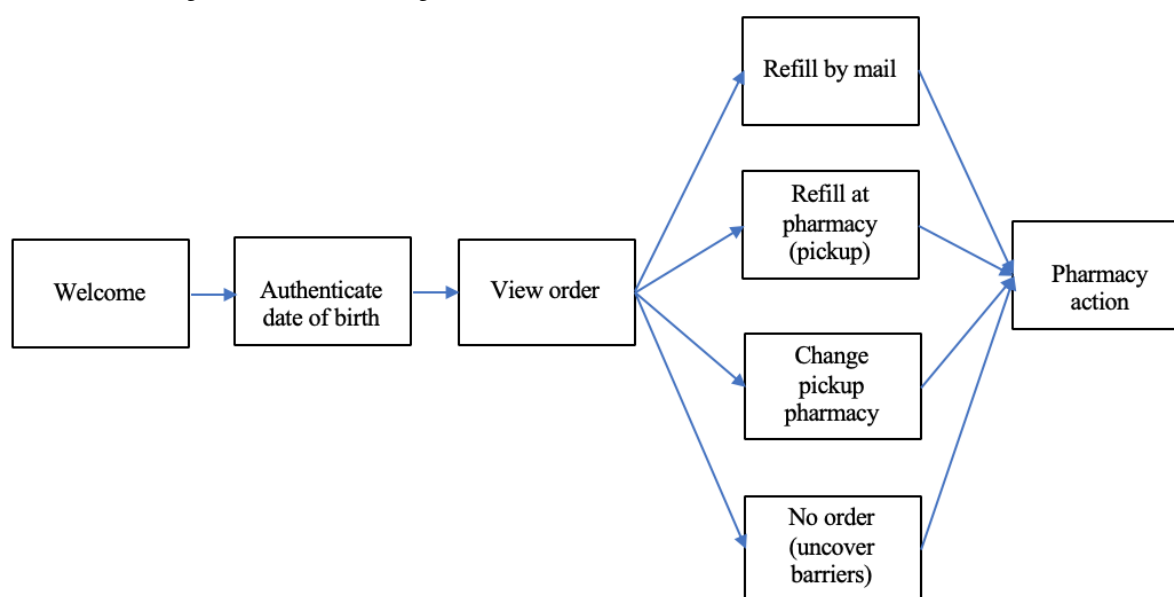 Welcome
Authenticate
date of birth
View order
Refill by mail
Refill at
pharmacy
(pickup)
Change
pickup
pharmacy
No order
(uncover
barriers)
Pharmacy
action